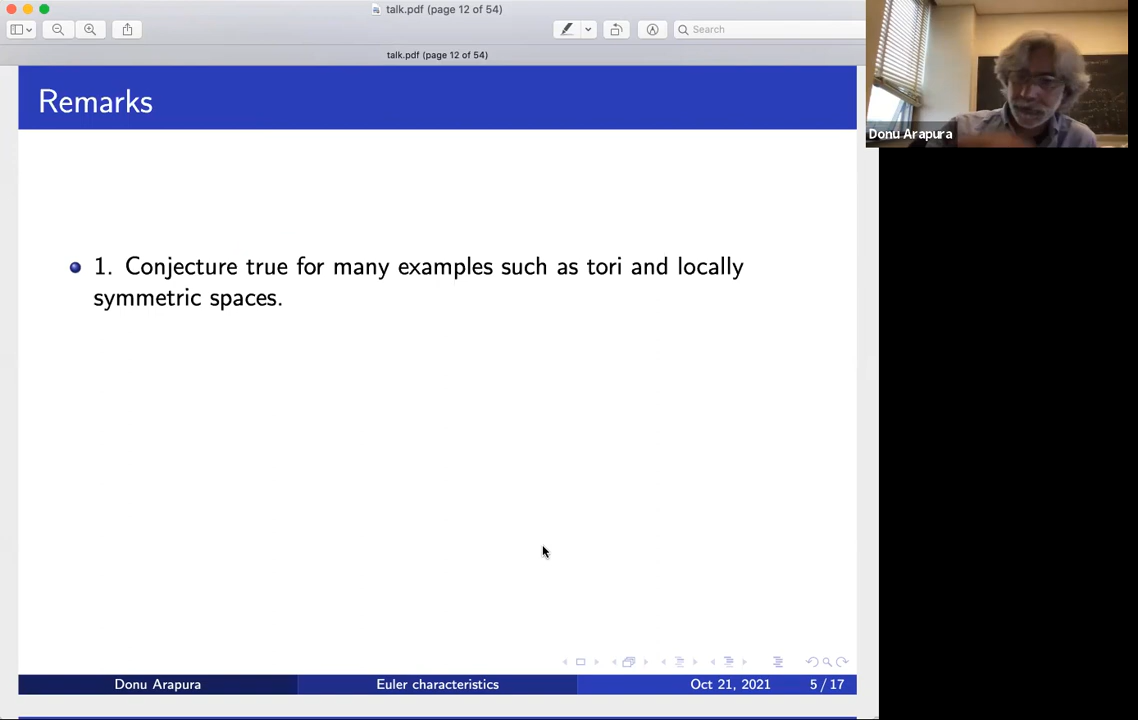 talk.pdf (page 12 of 54)
Search
talk.pdf (page 12 of 54)
Remarks
Donu Arapura
1. Conjecture true for many examples such as tori and locally
symmetric spaces.
Donu Arapura
Euler characteristics
Oct 21, 2021
5 / 17